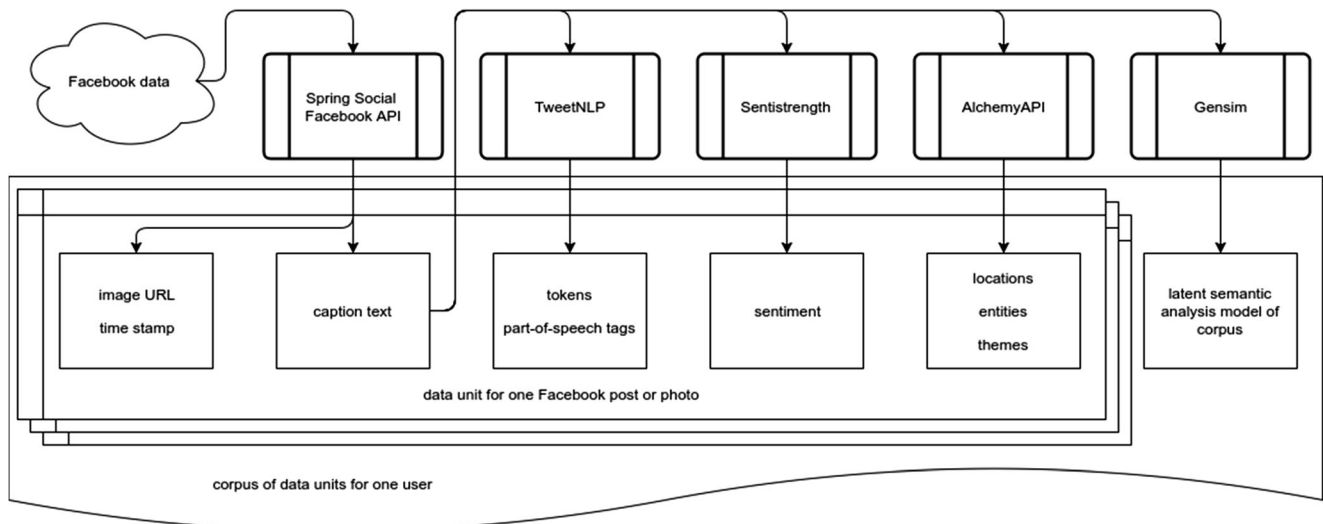 Facebook data
Spring Social
Facebook API
TweetNLP
Sentistrength
AlchemyAPI
Gensim
image URL
time stamp
caption text
tokens
part-of-speech tags
sentiment
locations
entities
themes
latent semantic
analysis model of
corpus
data unit for one Facebook post or photo
corpus of data units for one user